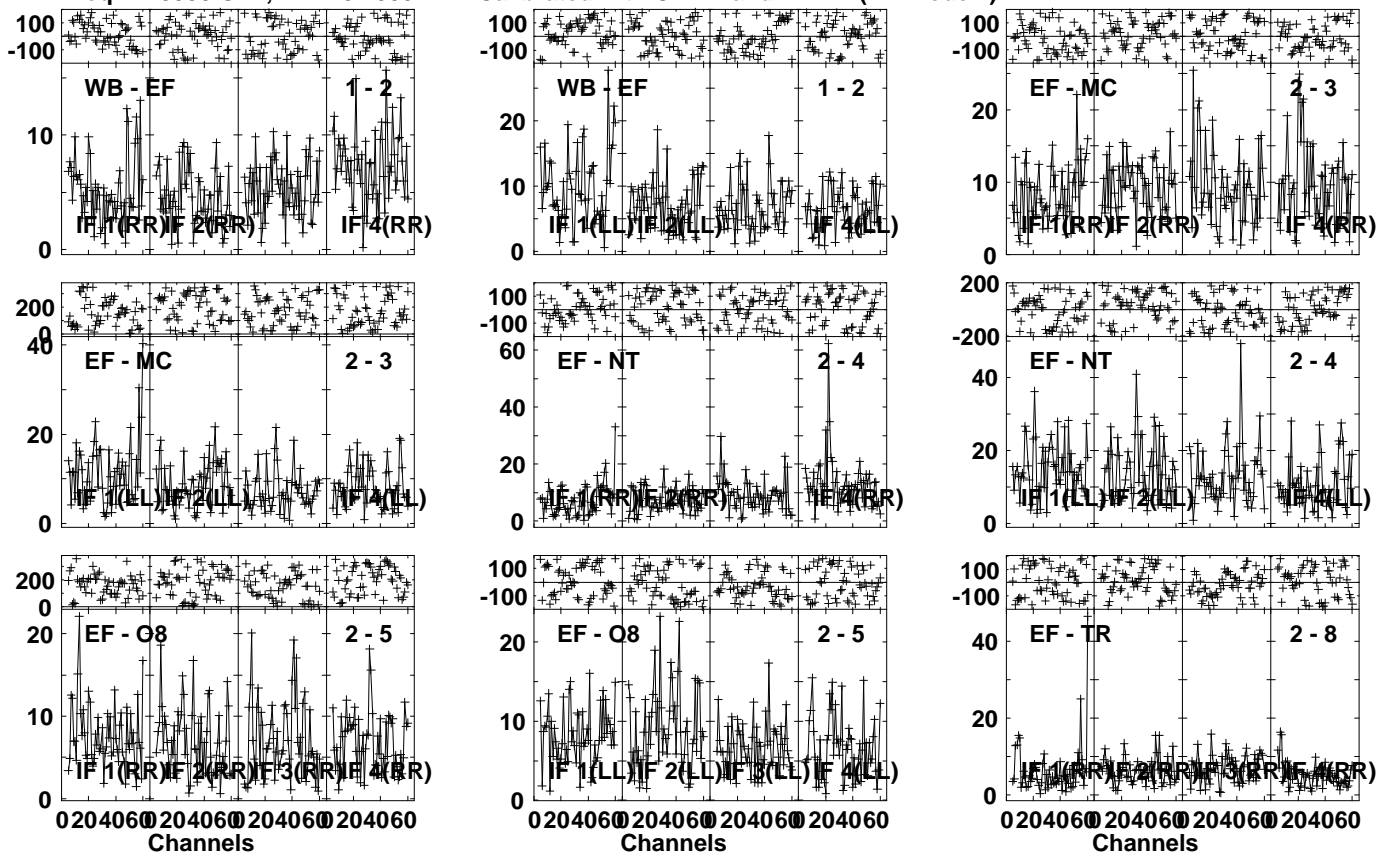 100 100 100
-100 -100 -100
WB - EF 1 - 2 WB - EF 1 - 2 EF - MC 2 - 3
20 20
10 10 10
IF 1(RR) IF 2(RR) IF 4(RR) IF 1(LL) IF 2(LL) IF 4(LL) IF 1(RR) IF 2(RR) IF 4(RR)
0 0 0
200 100 200
0 -100 -200
40 60
EF - MC 2 - 3 EF - NT 2 - 4 EF - NT 2 - 4
40 40
20 20 20
IF 1(LL) IF 2(LL) IF 4(LL) IF 1(RR) IF 2(RR) IF 4(RR) IF 1(LL) IF 2(LL) IF 4(LL)
0 0 0
200 100 100
0 -100 -100
EF - O8 2 - 5 EF - O8 2 - 5 EF - TR 2 - 8
20 20 40
10 10 20
IF 1(RR) IF 2(RR) IF 3(RR) IF 4(RR) IF 1(LL) IF 2(LL) IF 3(LL) IF 4(LL) IF 1(RR) IF 2(RR) IF 3(RR) IF 4(RR)
0 0 0
0 20 40 60 0 20 40 60 0 20 40 60 0 20 40 60 0 20 40 60 0 20 40 60 0 20 40 60 0 20 40 60 0 20 40 60 0 20 40 60 0 20 40 60 0 20 40 60
Channels Channels Channels